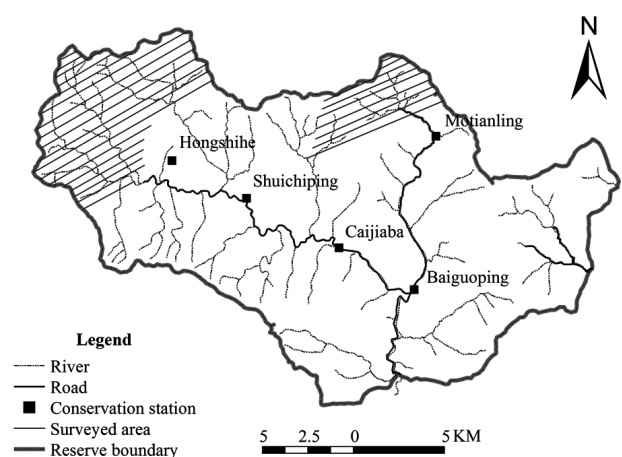 N
Motianling
Hongshihe
Shuichiping
Caijiaba
Baiguoping
Legend
River
Road
Conservation station
Surveyed area
Reserve boundary
5 2.5 0 5 KM